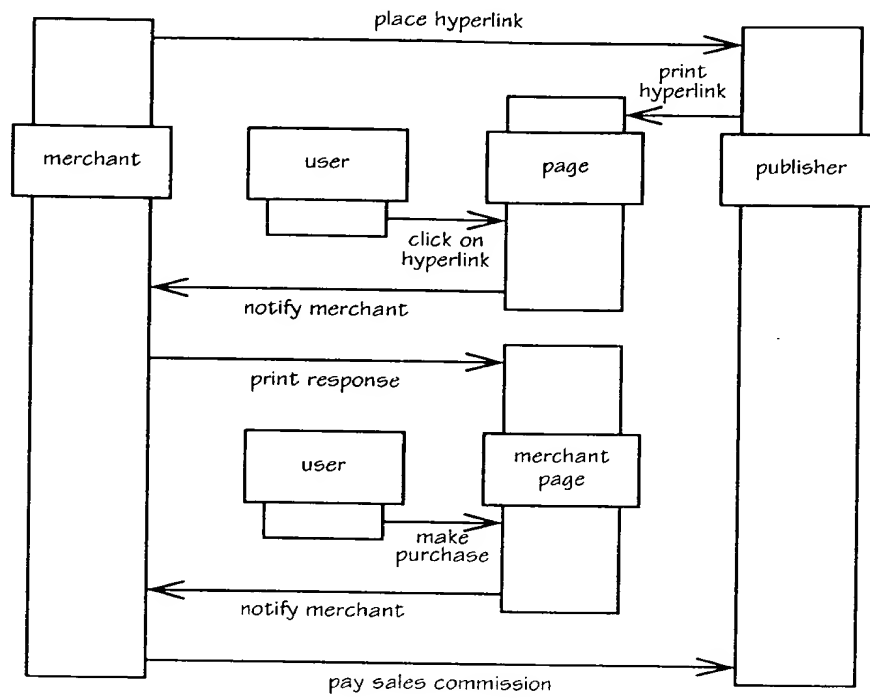 place hyperlink
print
hyperlink
merchant
user
page
publisher
click on
hyperlink
notify merchant
print response
user
merchant
page
make
purchase
notify merchant
pay sales commission